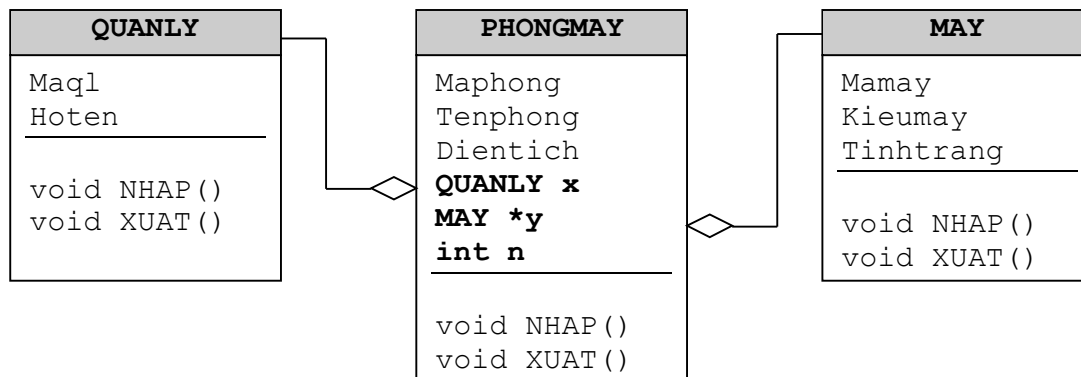 QUANLY
Maql
Hoten
void NHAP()
void XUAT()
PHONGMAY
Maphong
Tenphong
Dientich
QUANLY x
MAY *y
int n
void NHAP()
void XUAT()
MAY
Mamay
Kieumay
Tinhtrang
void NHAP()
void XUAT()